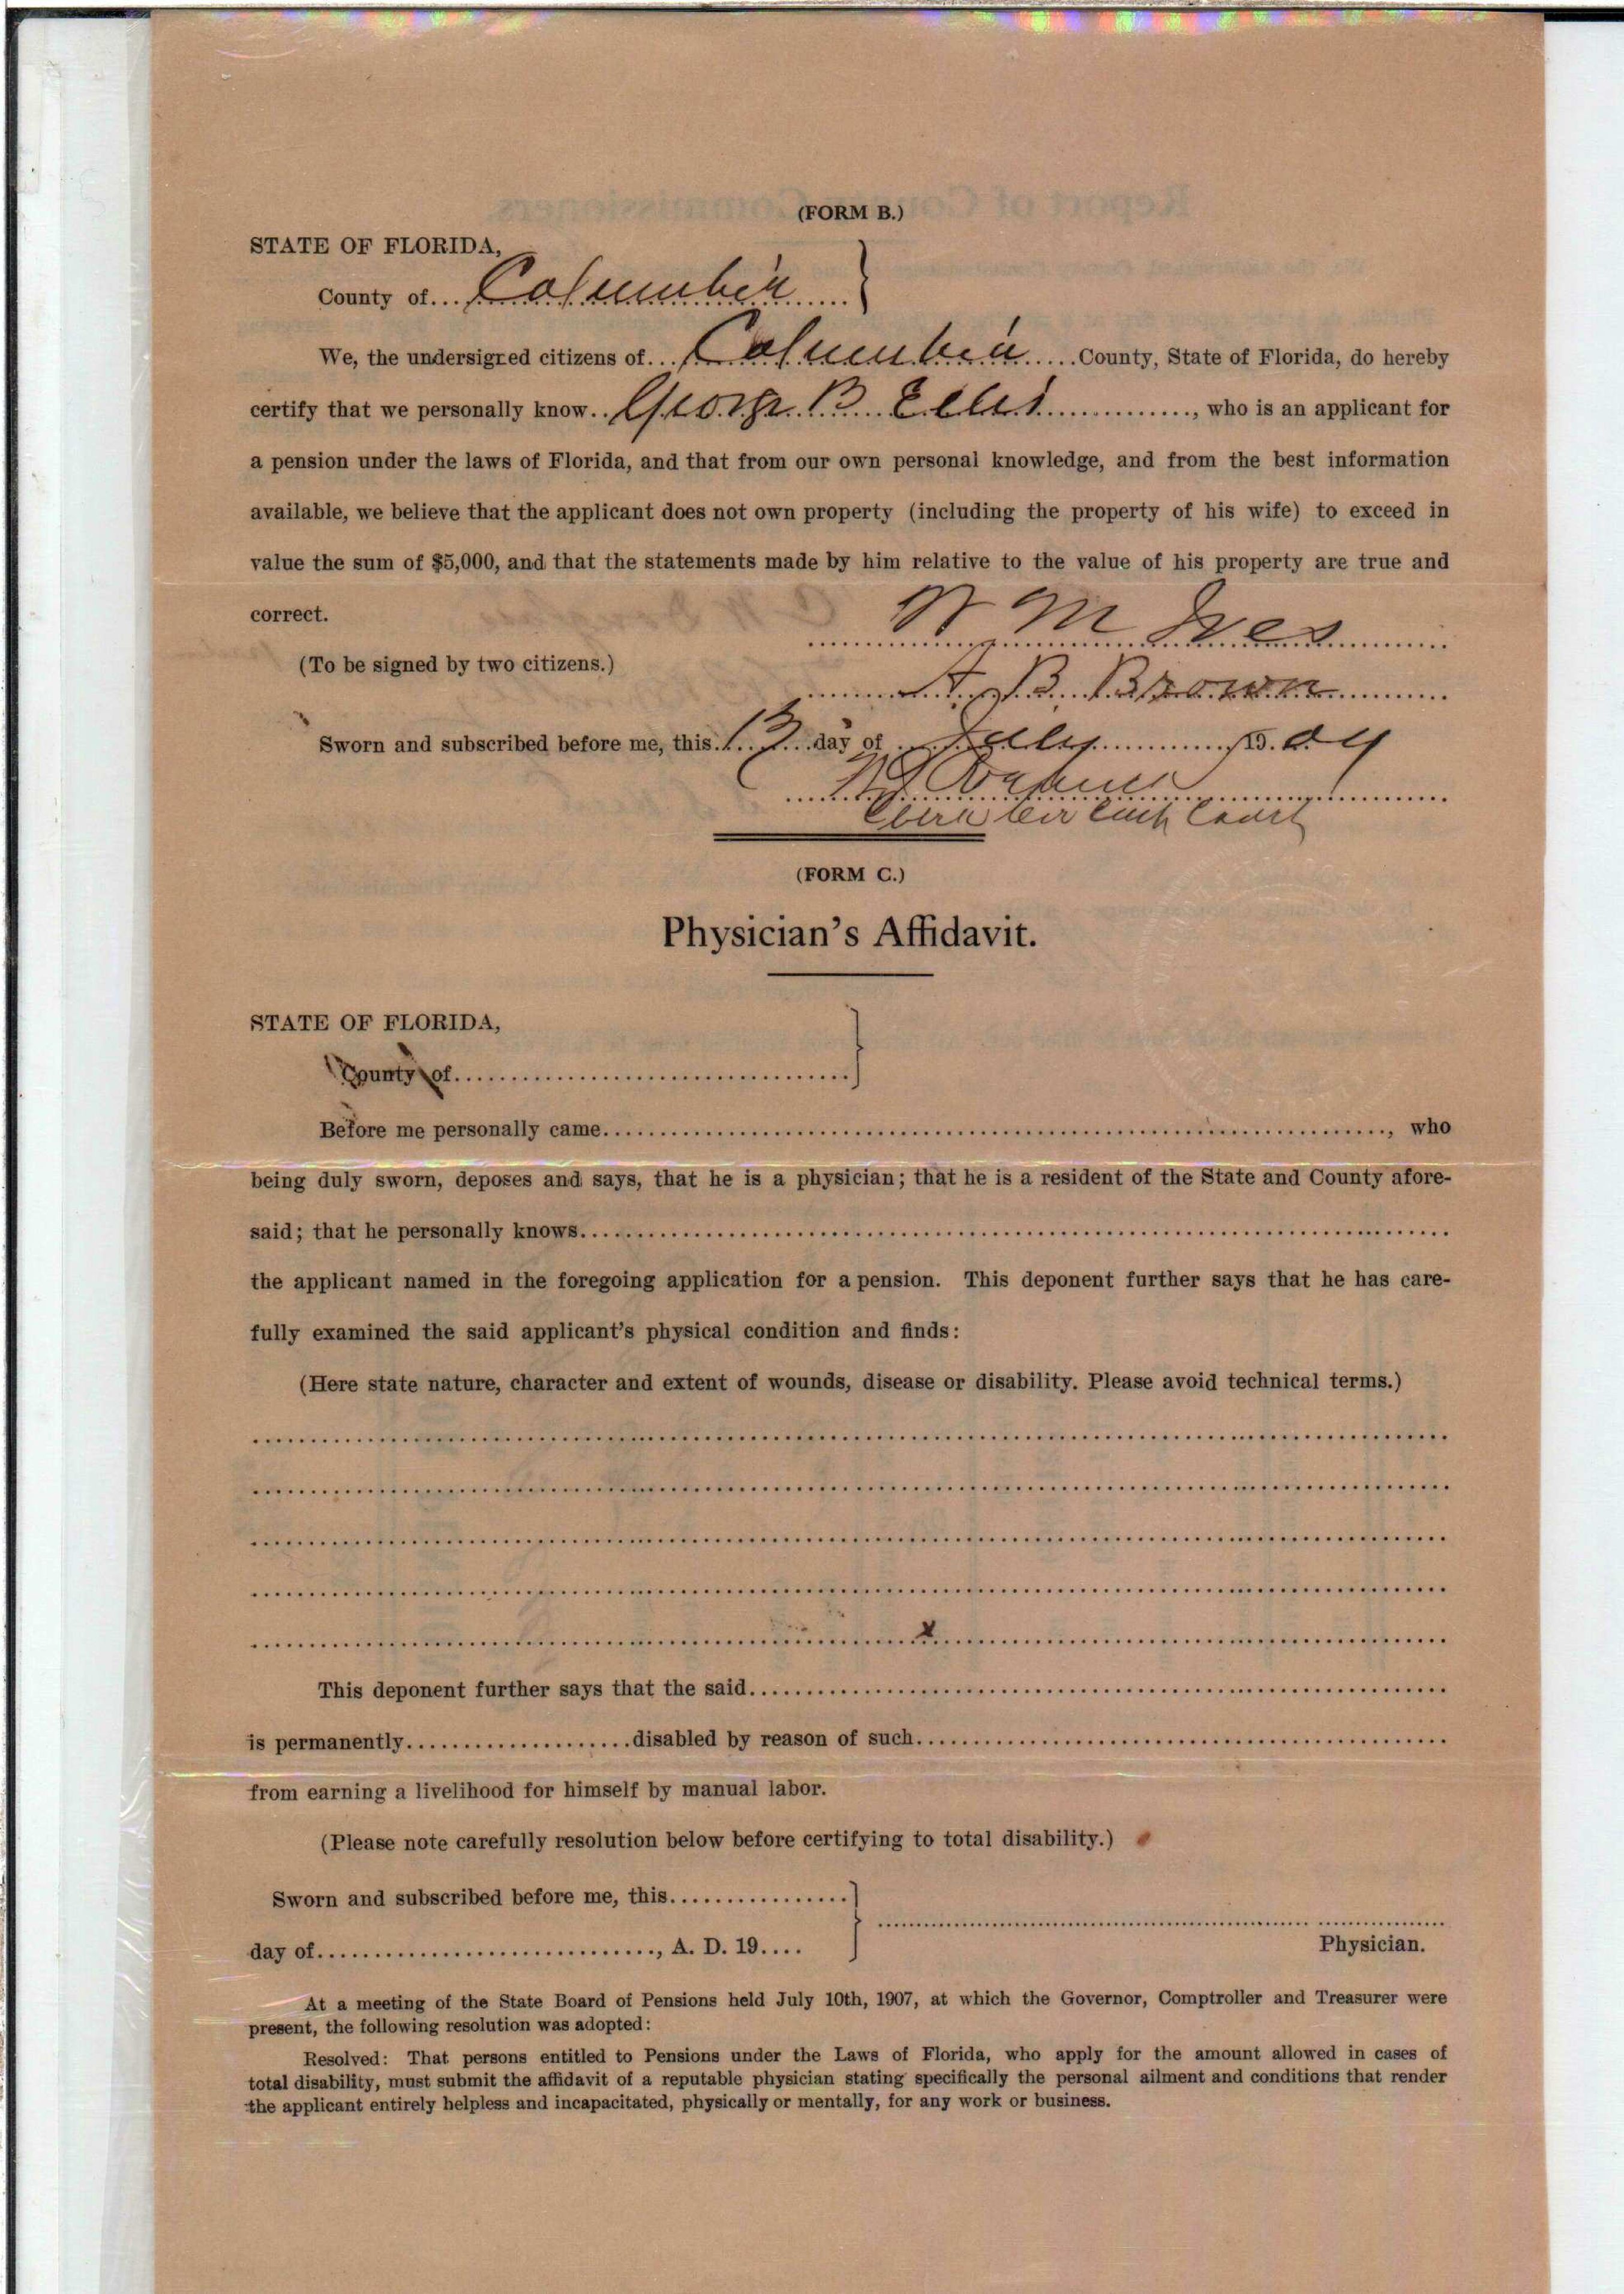 (FORM B.)
STATE OF FLORIDA,
County of... Columbia ......
We, the undersigned citizens of... Columbia .....County, State of Florida, do hereby
certify that we personally know.. George B. Ellis .............., who is an applicant for
a pension under the laws of Florida, and that from our own personal knowledge, and from the best information
available, we believe that the applicant does not own property (including the property of his wife) to exceed in
value the sum of $5,000, and that the statements made by him relative to the value of his property are true and
correct.
W M Ives
(To be signed by two citizens.)
A. B. Brown
Sworn and subscribed before me, this 13 day of July 1909
Clerk Cir Cuit Court
(FORM C.)
Physician's Affidavit.
STATE OF FLORIDA,
County of........................................
Before me personally came........................................, who
being duly sworn, deposes and says, that he is a physician; that he is a resident of the State and County afore-
said; that he personally knows........................................
the applicant named in the foregoing application for a pension. This deponent further says that he has care-
fully examined the said applicant's physical condition and finds:
(Here state nature, character and extent of wounds, disease or disability. Please avoid technical terms.)
x
This deponent further says that the said........................................
is permanently....................disabled by reason of such........................................
from earning a livelihood for himself by manual labor.
(Please note carefully resolution below before certifying to total disability.)
Sworn and subscribed before me, this................
day of.............................., A. D. 19....
Physician.
At a meeting of the State Board of Pensions held July 10th, 1907, at which the Governor, Comptroller and Treasurer were
present, the following resolution was adopted:
Resolved: That persons entitled to Pensions under the Laws of Florida, who apply for the amount allowed in cases of
total disability, must submit the affidavit of a reputable physician stating specifically the personal ailment and conditions that render
the applicant entirely helpless and incapacitated, physically or mentally, for any work or business.